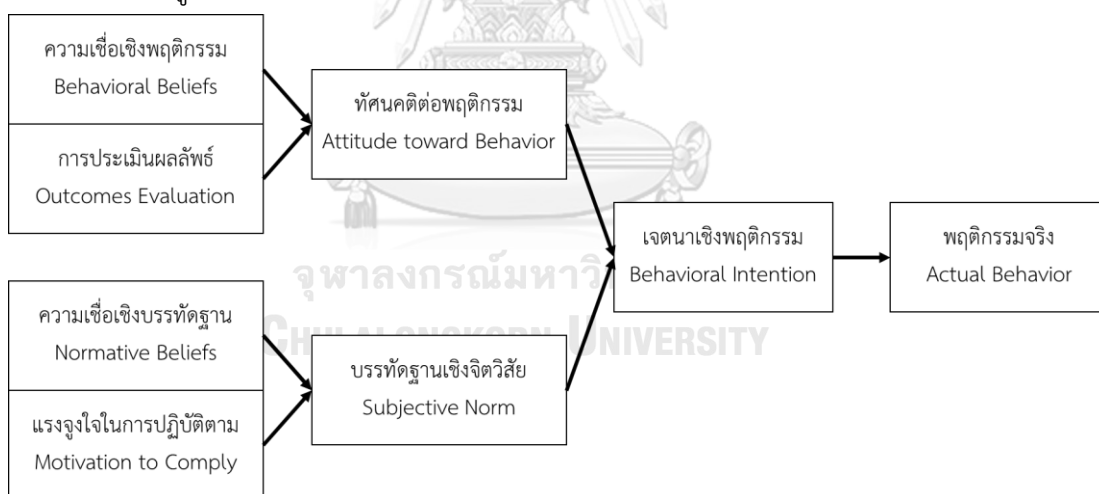 ความเชื่อเชิงพฤติกรรม
Behavioral Beliefs
การประเมินผลลัพธ์
Outcomes Evaluation
ทัศนคติต่อพฤติกรรม
Attitude toward Behavior
ความเชื่อเชิงบรรทัดฐาน
Normative Beliefs
แรงจูงใจในการปฏิบัติตาม
Motivation to Comply
บรรทัดฐานเชิงจิตวิสัย
Subjective Norm
เจตนาเชิงพฤติกรรม
Behavioral Intention
พฤติกรรมจริง
Actual Behavior
จุฬาลงกรณ์มหาวิ
UNIVERSITY